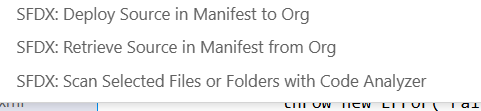 SFDX: Deploy Source in Manifest to Org
SFDX: Retrieve Source in Manifest from Org
SFDX: Scan Selected Files or Folders with Code Analyzer
throw new Error(